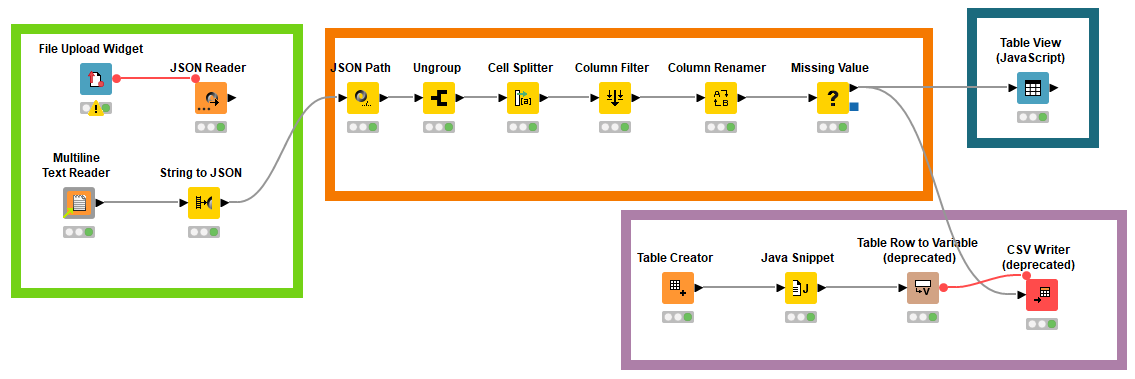 File Upload Widget
JSON Reader
Multiline
Text Reader
String to JSON
JSON Path
Ungroup
Cell Splitter
Column Filter
Column Renamer
Missing Value
Table View
(JavaScript)
Table Creator
Java Snippet
Table Row to Variable
(deprecated)
CSV Writer
(deprecated)